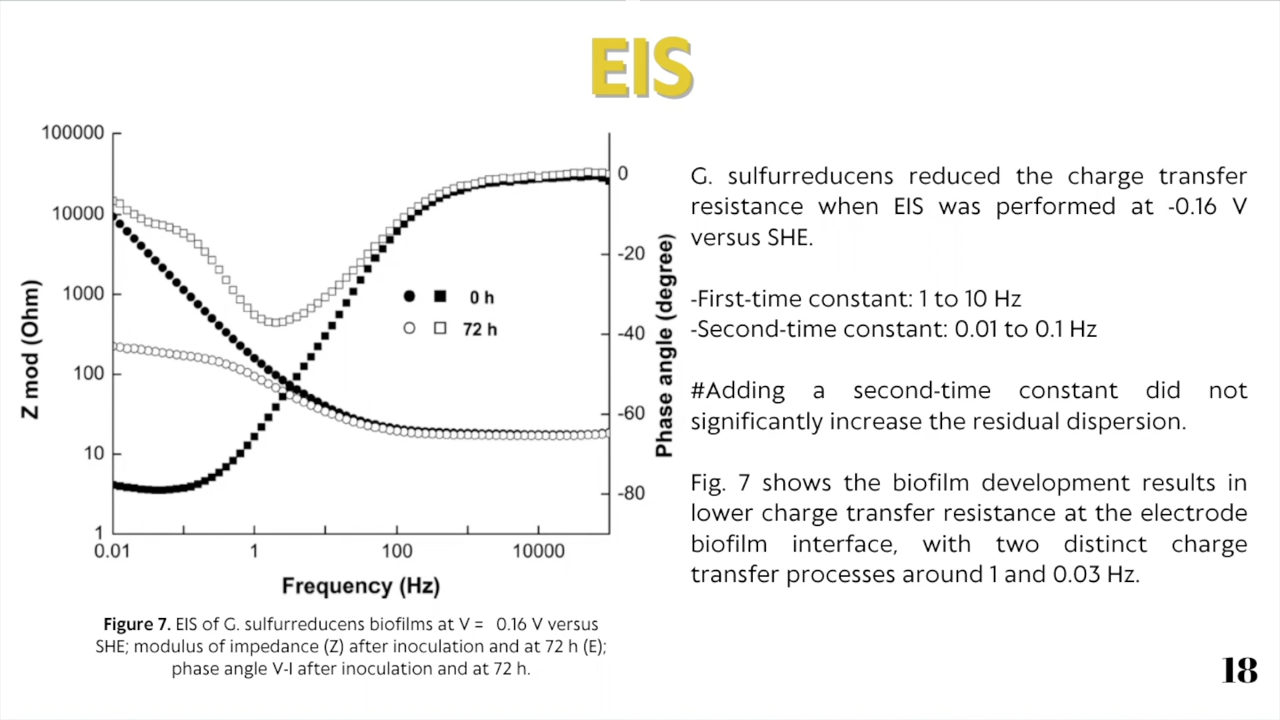 EIS
100000
10000
1000
100
10
1
0.01
1
100
10000
0
-20
-40
-60
-80
Z mod (Ohm)
Phase angle (degree)
Frequency (Hz)
0 h
72 h
Figure 7. EIS of G. sulfurreducens biofilms at V = 0.16 V versus
SHE; modulus of impedance (Z) after inoculation and at 72 h (E);
phase angle V-I after inoculation and at 72 h.
G. sulfurreducens reduced the charge transfer
resistance when EIS was performed at -0.16 V
versus SHE.
-First-time constant: 1 to 10 Hz
-Second-time constant: 0.01 to 0.1 Hz
#Adding a second-time constant did not
significantly increase the residual dispersion.
Fig. 7 shows the biofilm development results in
lower charge transfer resistance at the electrode
biofilm interface, with two distinct charge
transfer processes around 1 and 0.03 Hz.
18